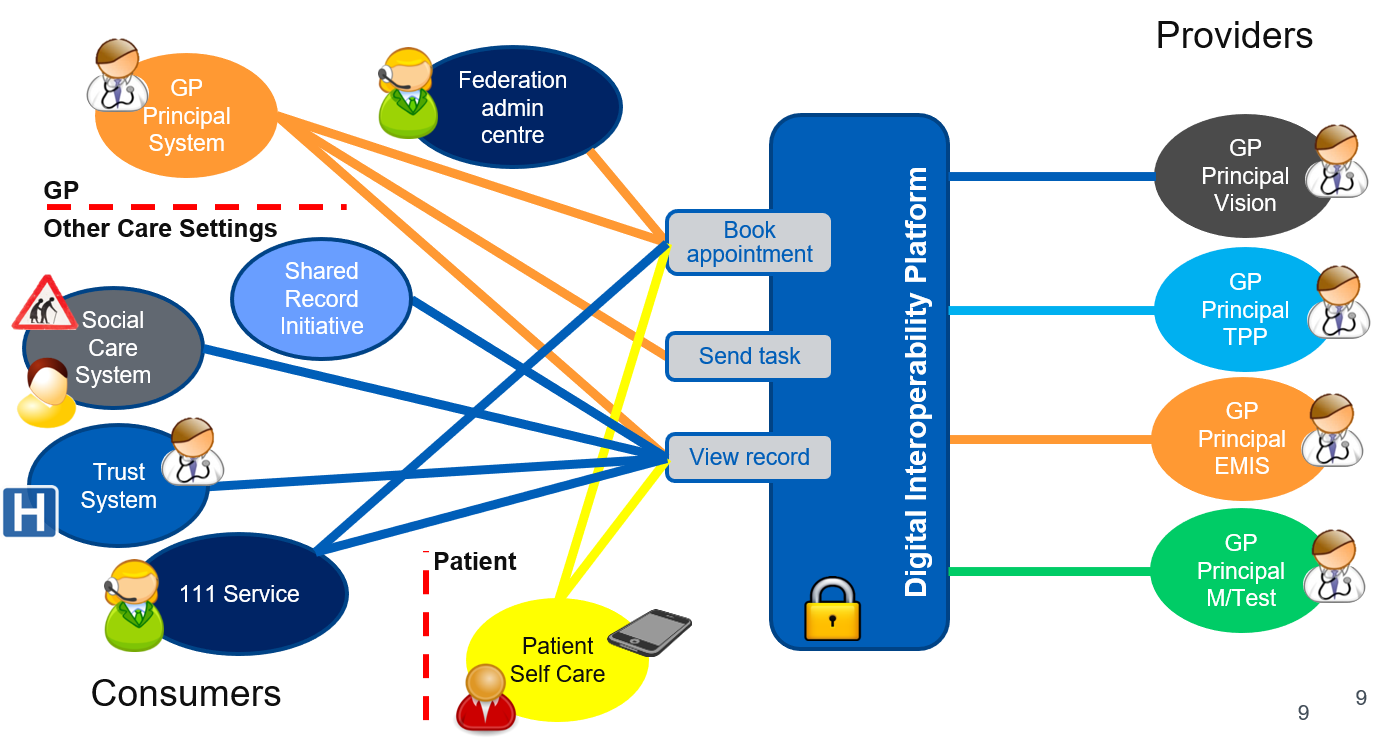 Providers
GP
Principal
System
Federation
admin
centre
GP
Other Care Settings
Shared
Record
Initiative
Social
Care
System
Trust
System
H
111 Service
Consumers
Patient
Patient
Self Care
Book
appointment
Send task
View record
Digital Interoperability Platform
GP
Principal
Vision
GP
Principal
TPP
GP
Principal
EMIS
GP
Principal
M/Test
9
9